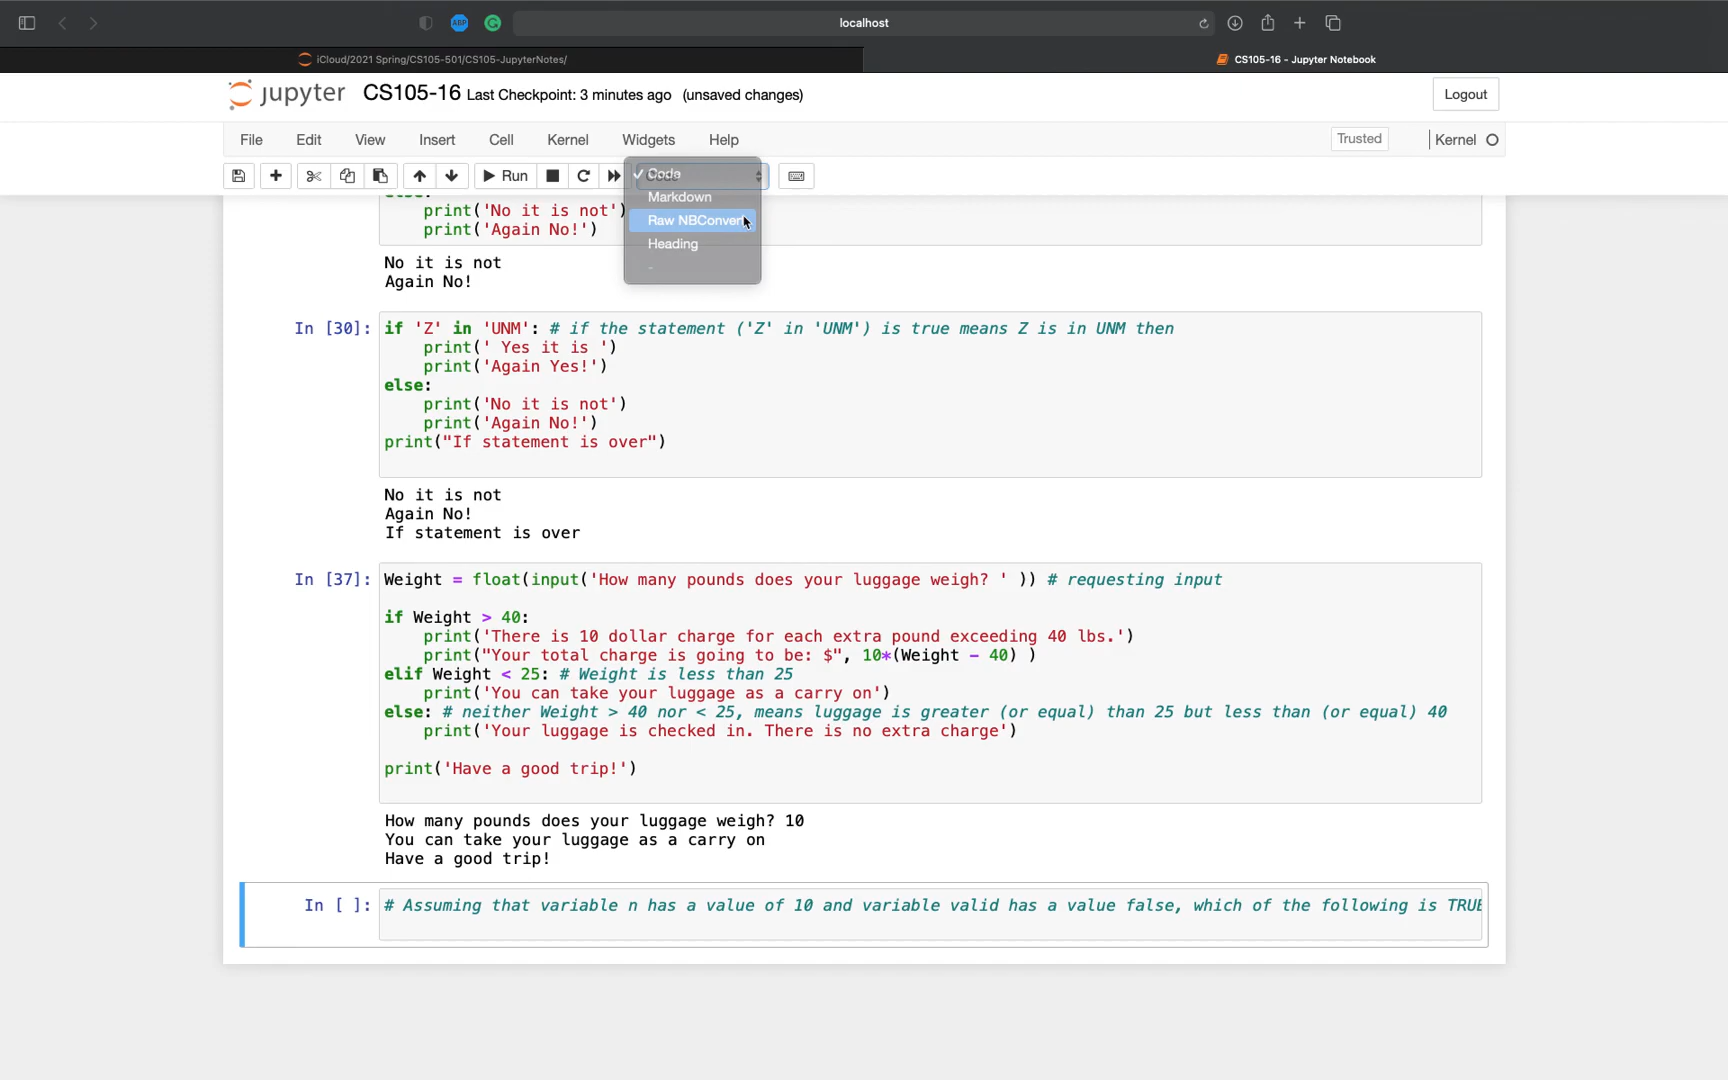 ABP
localhost
iCloud/2021 Spring/CS105-501/CS105-JupyterNotes/
CS105-16 - Jupyter Notebook
jupyter CS105-16 Last Checkpoint: 3 minutes ago (unsaved changes)
Logout
File Edit View Insert Cell Kernel Widgets Help
Trusted
Kernel
Run
✓ Code
Markdown
Raw NBConvert
Heading
-
print('No it is not')
print('Again No!')
No it is not
Again No!
In [30]: if 'Z' in 'UNM': # if the statement ('Z' in 'UNM') is true means Z is in UNM then
print(' Yes it is ')
print('Again Yes!')
else:
print('No it is not')
print('Again No!')
print("If statement is over")
No it is not
Again No!
If statement is over
In [37]: Weight = float(input('How many pounds does your luggage weigh? ' )) # requesting input
if Weight > 40:
print('There is 10 dollar charge for each extra pound exceeding 40 lbs.')
print("Your total charge is going to be: $", 10*(Weight - 40) )
elif Weight < 25: # Weight is less than 25
print('You can take your luggage as a carry on')
else: # neither Weight > 40 nor < 25, means luggage is greater (or equal) than 25 but less than (or equal) 40
print('Your luggage is checked in. There is no extra charge')
print('Have a good trip!')
How many pounds does your luggage weigh? 10
You can take your luggage as a carry on
Have a good trip!
In [ ]: # Assuming that variable n has a value of 10 and variable valid has a value false, which of the following is TRUE